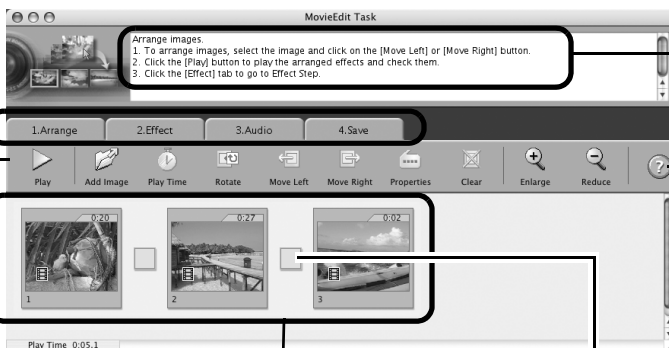 MovieEdit Task
Arrange images.
1. To arrange images, select the image and click on the [Move Left] or [Move Right] button.
2. Click the [Play] button to play the arranged effects and check them.
3. Click the [Effect] tab to go to Effect Step.
1.Arrange 2.Effect 3.Audio 4.Save
Play Add Image Play Time Rotate Move Left Move Right Properties Clear Enlarge Reduce ?
0:20 0:27 0:02
1 2 3
Play Time 0:05.1